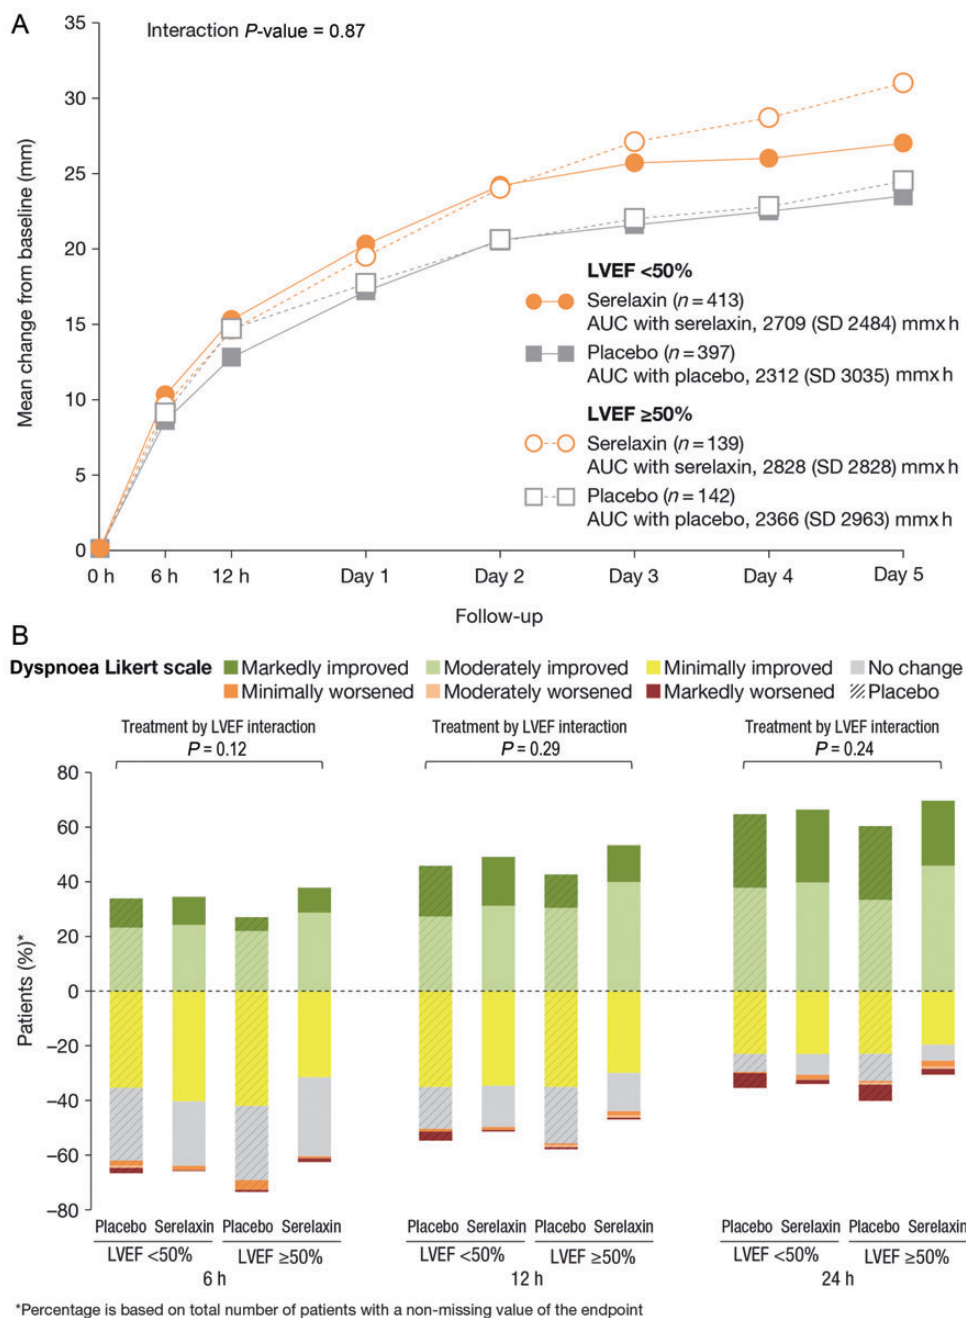 A
Interaction P-value = 0.87
Mean change from baseline (mm)
35
30
25
20
15
10
5
0
LVEF <50%
Serelaxin (n = 413)
AUC with serelaxin, 2709 (SD 2484) mmx h
Placebo (n = 397)
AUC with placebo, 2312 (SD 3035) mmx h
LVEF ≥50%
Serelaxin (n = 139)
AUC with serelaxin, 2828 (SD 2828) mmx h
Placebo (n = 142)
AUC with placebo, 2366 (SD 2963) mmx h
0 h 6 h 12 h Day 1 Day 2 Day 3 Day 4 Day 5
Follow-up
B
Dyspnoea Likert scale Markedly improved Moderately improved Minimally improved No change
Minimally worsened Moderately worsened Markedly worsened Placebo
Treatment by LVEF interaction Treatment by LVEF interaction Treatment by LVEF interaction
P = 0.12 P = 0.29 P = 0.24
Patients (%)*
80
60
40
20
0
−20
−40
−60
−80
Placebo Serelaxin Placebo Serelaxin Placebo Serelaxin Placebo Serelaxin Placebo Serelaxin Placebo Serelaxin
LVEF <50% LVEF ≥50% LVEF <50% LVEF ≥50% LVEF <50% LVEF ≥50%
6 h 12 h 24 h
*Percentage is based on total number of patients with a non-missing value of the endpoint